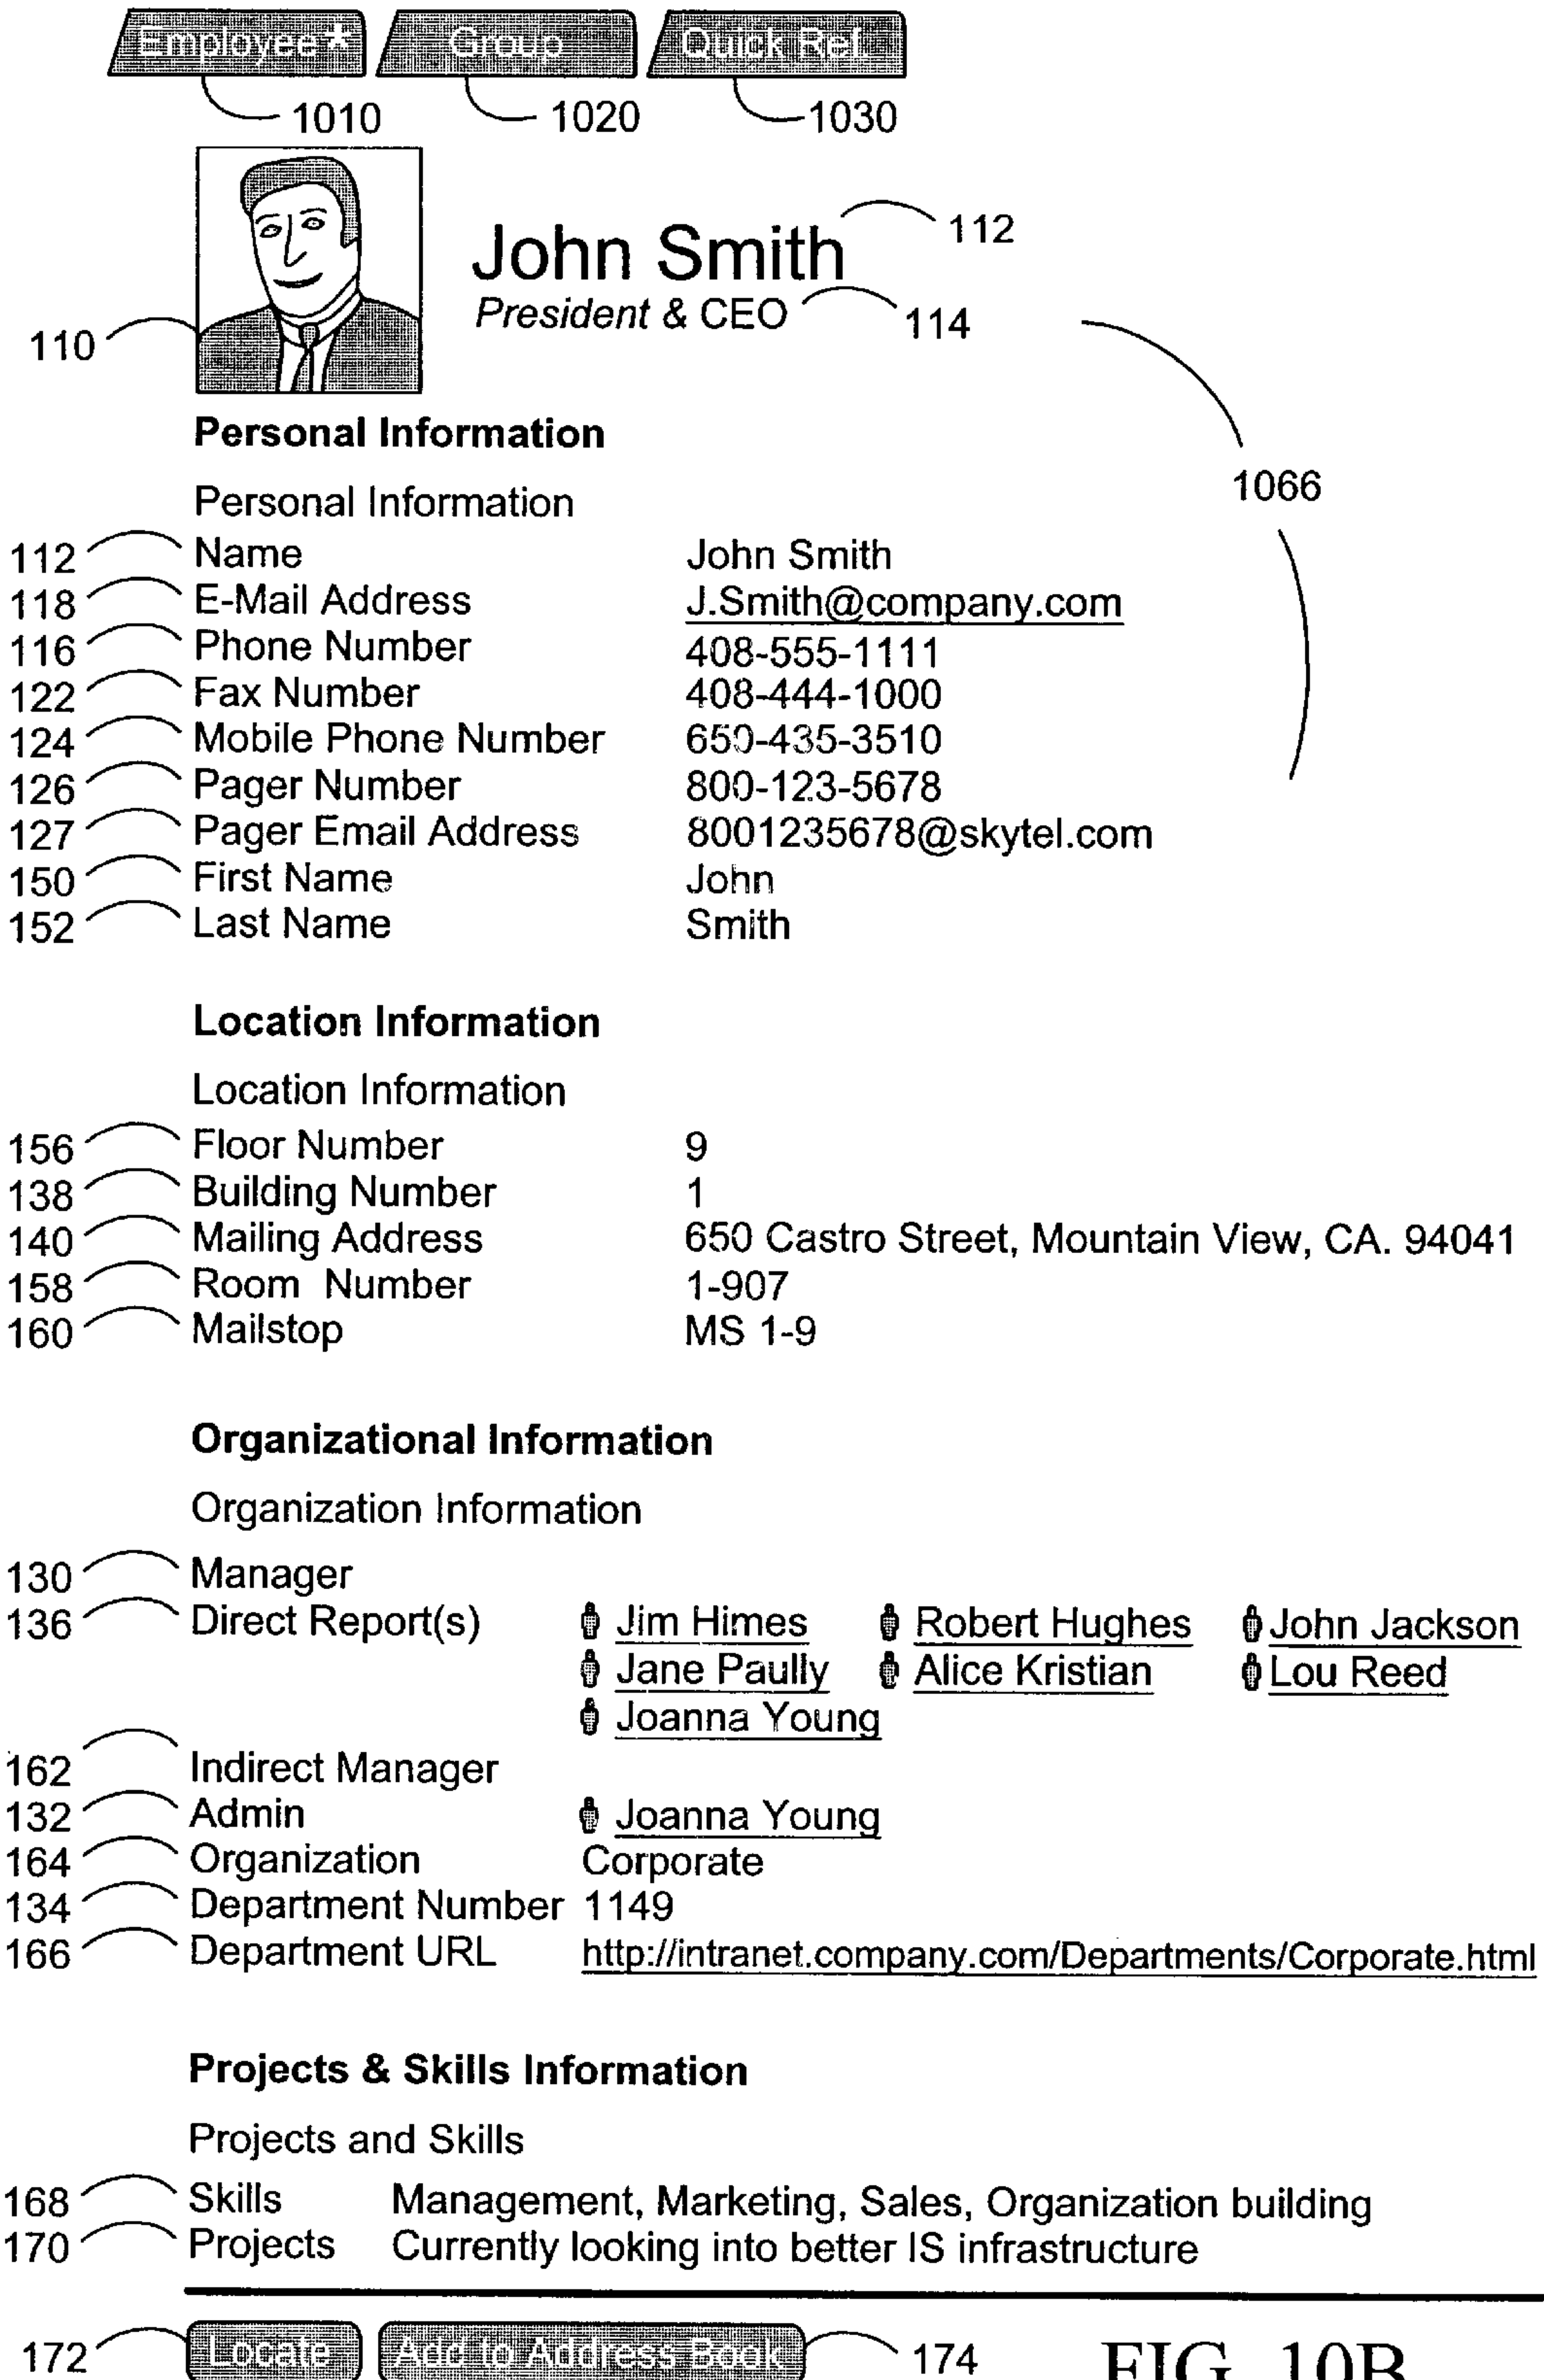 Employee* Group Quick Ref.
1010 1020 1030
John Smith 112
President & CEO 114
110
Personal Information
1066
Personal Information
112 Name John Smith
118 E-Mail Address J.Smith@company.com
116 Phone Number 408-555-1111
122 Fax Number 408-444-1000
124 Mobile Phone Number 650-435-3510
126 Pager Number 800-123-5678
127 Pager Email Address 8001235678@skytel.com
150 First Name John
152 Last Name Smith
Location Information
Location Information
156 Floor Number 9
138 Building Number 1
140 Mailing Address 650 Castro Street, Mountain View, CA. 94041
158 Room Number 1-907
160 Mailstop MS 1-9
Organizational Information
Organization Information
130 Manager
136 Direct Report(s) Jim Himes Robert Hughes John Jackson
Jane Paully Alice Kristian Lou Reed
Joanna Young
162 Indirect Manager
132 Admin Joanna Young
164 Organization Corporate
134 Department Number 1149
166 Department URL http://intranet.company.com/Departments/Corporate.html
Projects & Skills Information
Projects and Skills
168 Skills Management, Marketing, Sales, Organization building
170 Projects Currently looking into better IS infrastructure
172 Locate Add to Address Book 174 FIG. 10B